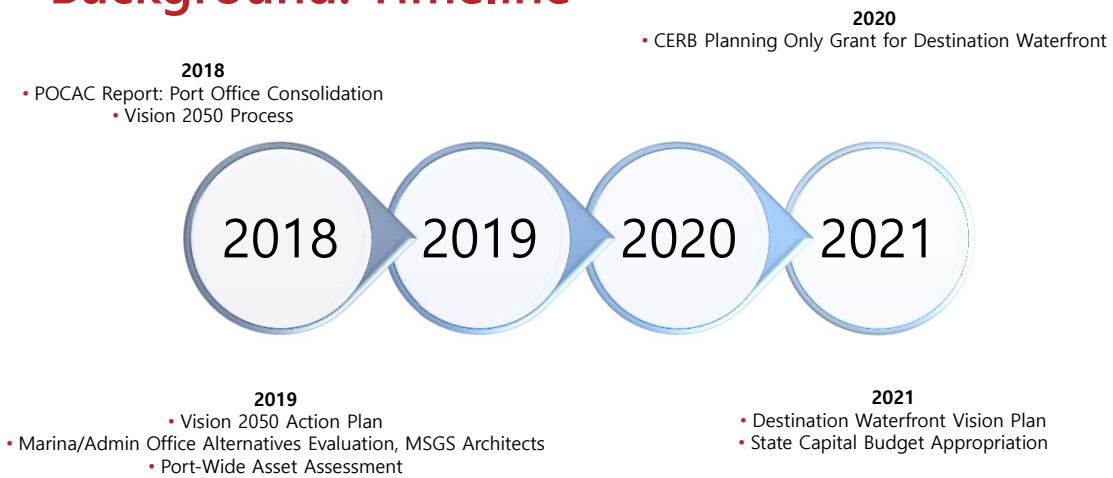 Background: Timeline
2020
• CERB Planning Only Grant for Destination Waterfront
2018
• POCAC Report: Port Office Consolidation
• Vision 2050 Process
2018
2019
2020
2021
2019
• Vision 2050 Action Plan
• Marina/Admin Office Alternatives Evaluation, MSGS Architects
• Port-Wide Asset Assessment
2021
• Destination Waterfront Vision Plan
• State Capital Budget Appropriation